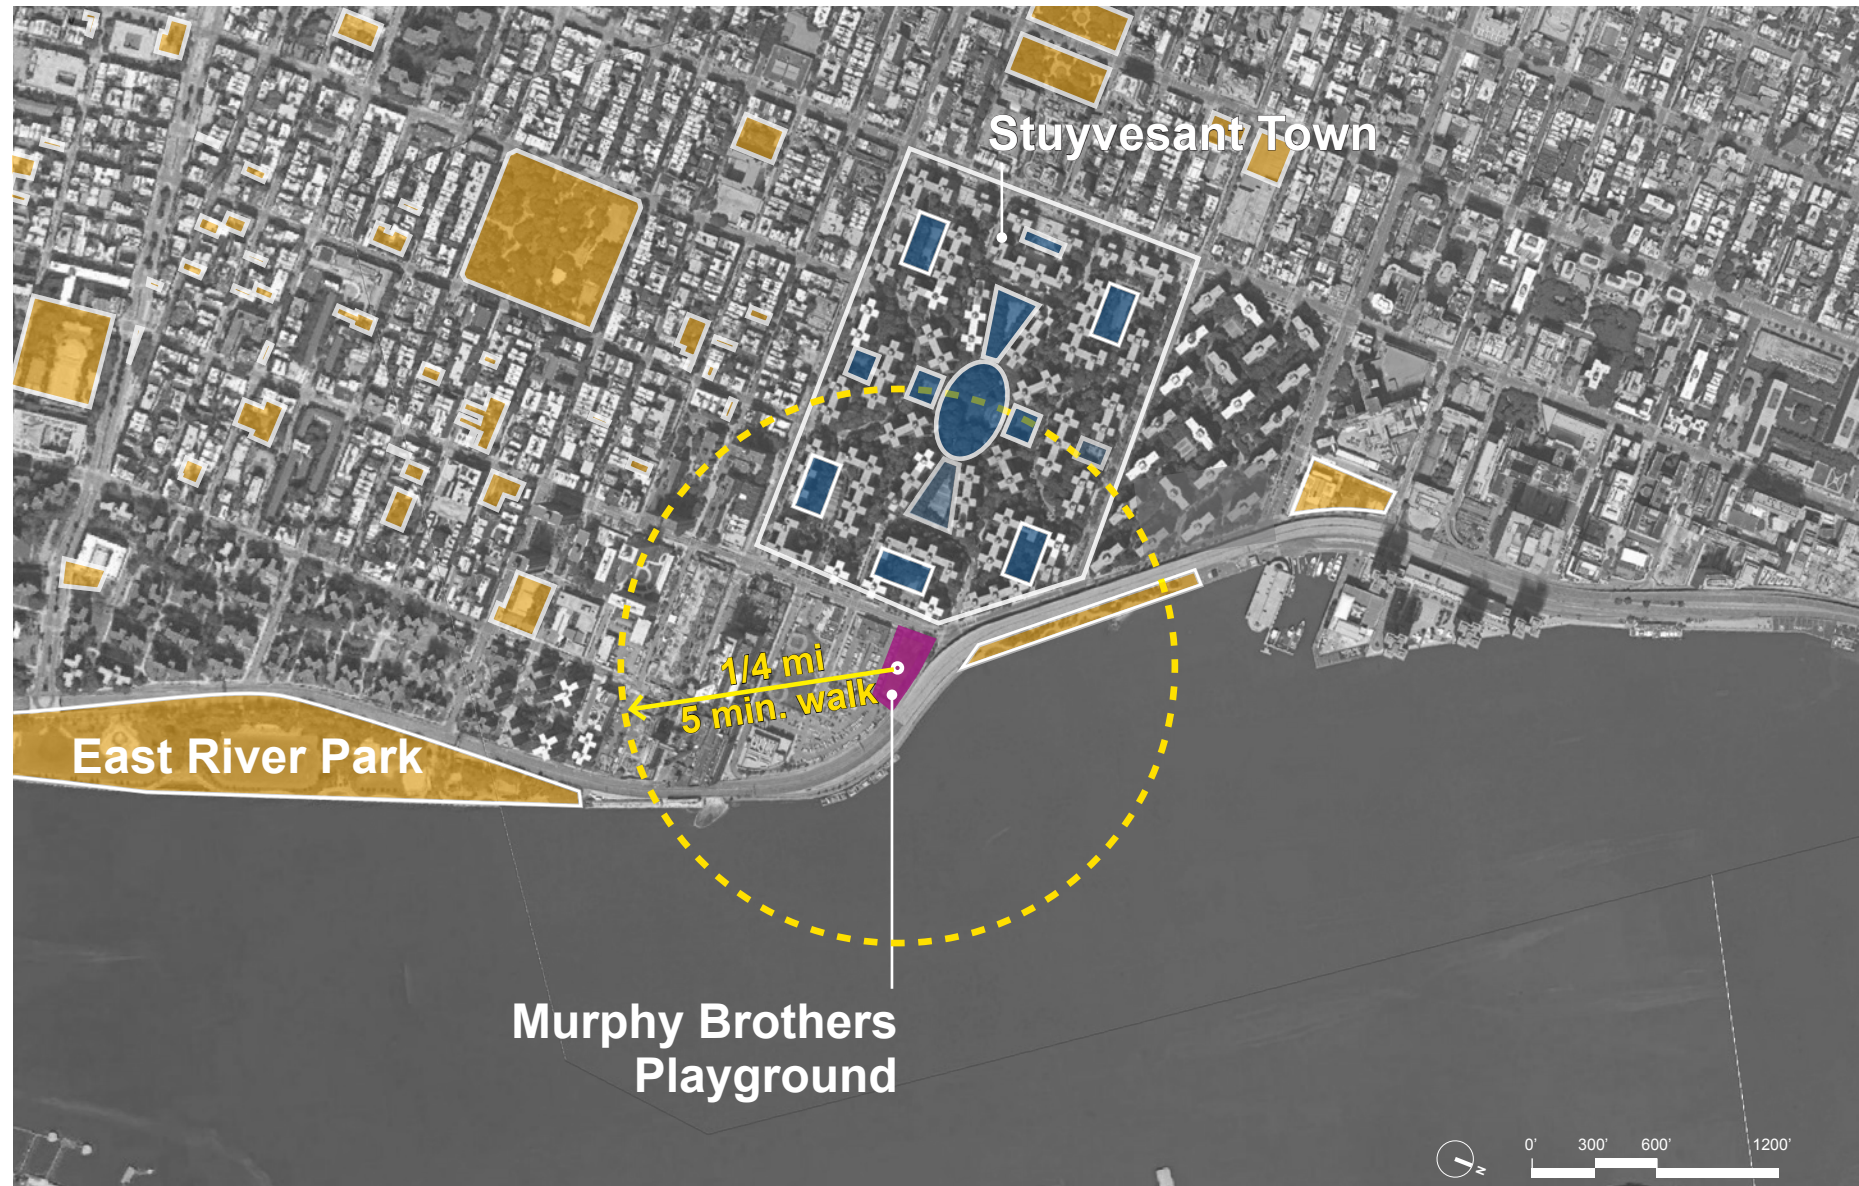 Stuyvesant Town
1/4 mi
5 min. walk
East River Park
Murphy Brothers
Playground
N
0' 300' 600' 1200'